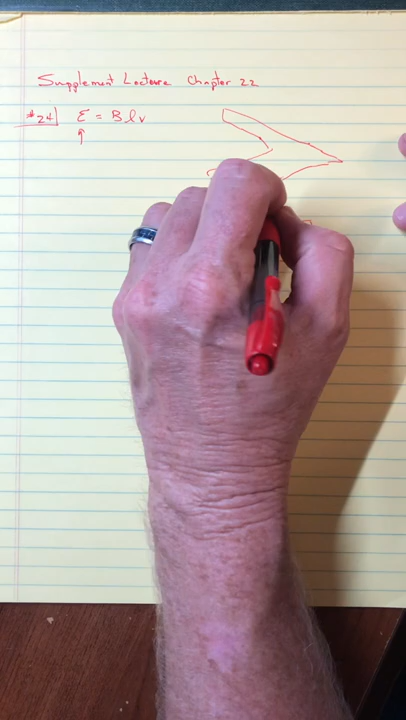 Supplement Lecture Chapter 22
#24 Ɛ = Blv